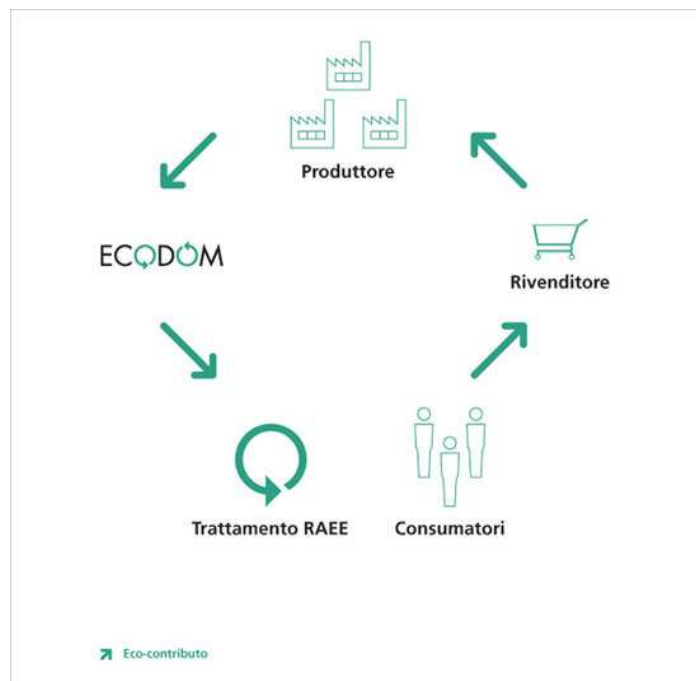 Produttore
ECODOM
Rivenditore
Trattamento RAEE
Consumatori
Eco-contributo